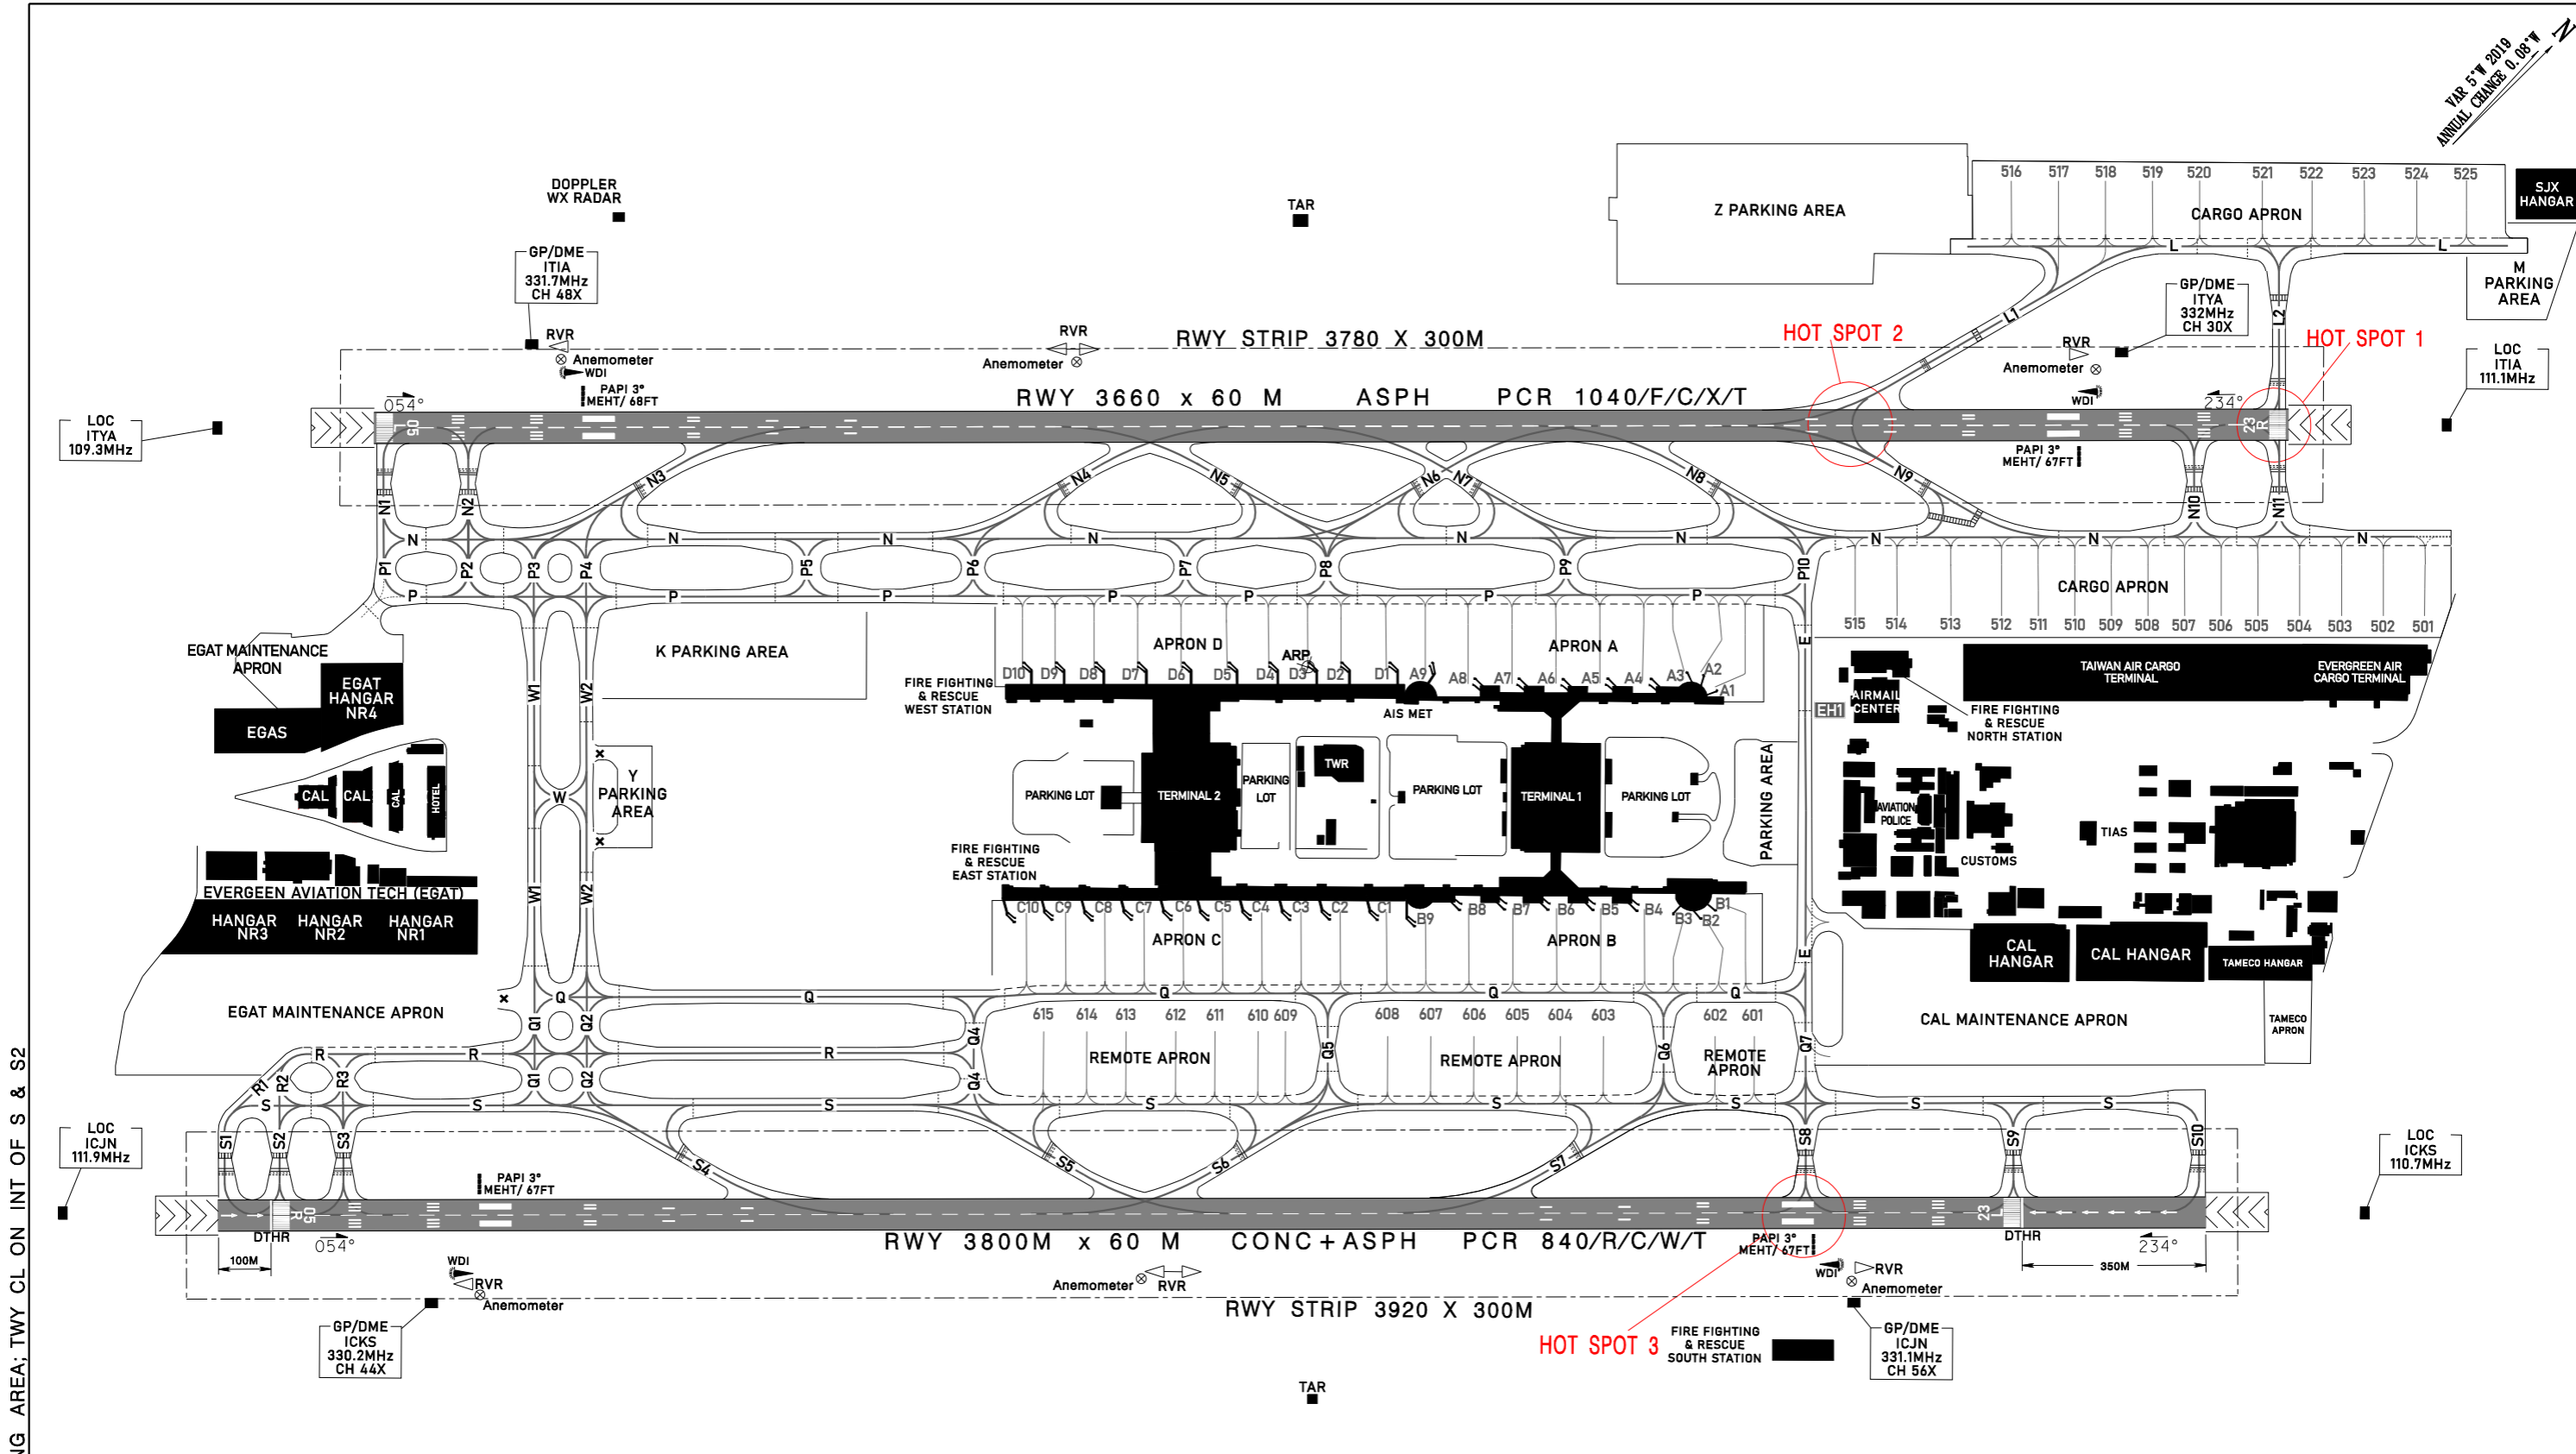 VAR 5°W 2019
ANNUAL CHANGE 0.08°W
N
DOPPLER
WX RADAR
TAR
Z PARKING AREA
516 517 518 519 520 521 522 523 524 525
CARGO APRON
SJX
HANGAR
L L
M
PARKING
AREA
GP/DME
ITIA
331.7MHz
CH 48X
GP/DME
ITYA
332MHz
CH 30X
L1
L2
RVR
Anemometer
WDI
RVR
Anemometer
RWY STRIP 3780 X 300M
HOT SPOT 2
RVR
Anemometer
WDI
HOT SPOT 1
LOC
ITIA
111.1MHz
LOC
ITYA
109.3MHz
054°
PAPI 3°
MEHT/ 68FT
RWY 3660 x 60 M ASPH PCR 1040/F/C/X/T
234°
05
L
23
R
PAPI 3°
MEHT/ 67FT
N1 N2 N3 N4 N5 N6 N7 N8 N9 N10 N11
N N N N N N N N N
P1 P2 P3 P4 P5 P6 P7 P8 P9 P10
P P P P P P P
CARGO APRON
515 514 513 512 511 510 509 508 507 506 505 504 503 502 501
EGAT MAINTENANCE
APRON
EGAT
HANGAR
NR4
EGAS
K PARKING AREA
W1 W2
APRON D
ARP
APRON A
E
D10 D9 D8 D7 D6 D5 D4 D3 D2 D1 A9 A8 A7 A6 A5 A4 A3 A2 A1
FIRE FIGHTING
& RESCUE
WEST STATION
AIS MET
EH1
AIRMAIL
CENTER
FIRE FIGHTING
& RESCUE
NORTH STATION
TAIWAN AIR CARGO
TERMINAL
EVERGREEN AIR
CARGO TERMINAL
CAL CAL CAL HOTEL
W
Y
PARKING
AREA
PARKING LOT
TERMINAL 2
PARKING
LOT
TWR
PARKING LOT
TERMINAL 1
PARKING LOT
PARKING AREA
AVIATION
POLICE
TIAS
CUSTOMS
FIRE FIGHTING
& RESCUE
EAST STATION
EVERGEEN AVIATION TECH (EGAT)
HANGAR
NR3
HANGAR
NR2
HANGAR
NR1
W1 W2
C10 C9 C8 C7 C6 C5 C4 C3 C2 C1 B9 B8 B7 B6 B5 B4 B3 B2 B1
APRON C
APRON B
E
CAL
HANGAR
CAL HANGAR
TAMECO HANGAR
EGAT MAINTENANCE APRON
Q Q Q Q Q
Q1 Q2 Q4 Q5 Q6 Q7
615 614 613 612 611 610 609 608 607 606 605 604 603 602 601
REMOTE APRON
REMOTE APRON
REMOTE
APRON
CAL MAINTENANCE APRON
TAMECO
APRON
R R R
R1 R2 R3 Q1 Q2 Q4
S S S S S S S S
S1 S2 S3 S4 S5 S6 S7 S8 S9 S10
LOC
ICJN
111.9MHz
LOC
ICKS
110.7MHz
PAPI 3°
MEHT/ 67FT
05
R
23
L
DTHR
054°
100M
RWY 3800M x 60 M CONC+ASPH PCR 840/R/C/W/T
PAPI 3°
MEHT/ 67FT
DTHR
234°
350M
WDI
RVR
Anemometer
Anemometer
RVR
WDI
RVR
Anemometer
RWY STRIP 3920 X 300M
GP/DME
ICKS
330.2MHz
CH 44X
HOT SPOT 3
FIRE FIGHTING
& RESCUE
SOUTH STATION
GP/DME
ICJN
331.1MHz
CH 56X
TAR
AREA; TWY CL ON INT OF S & S2